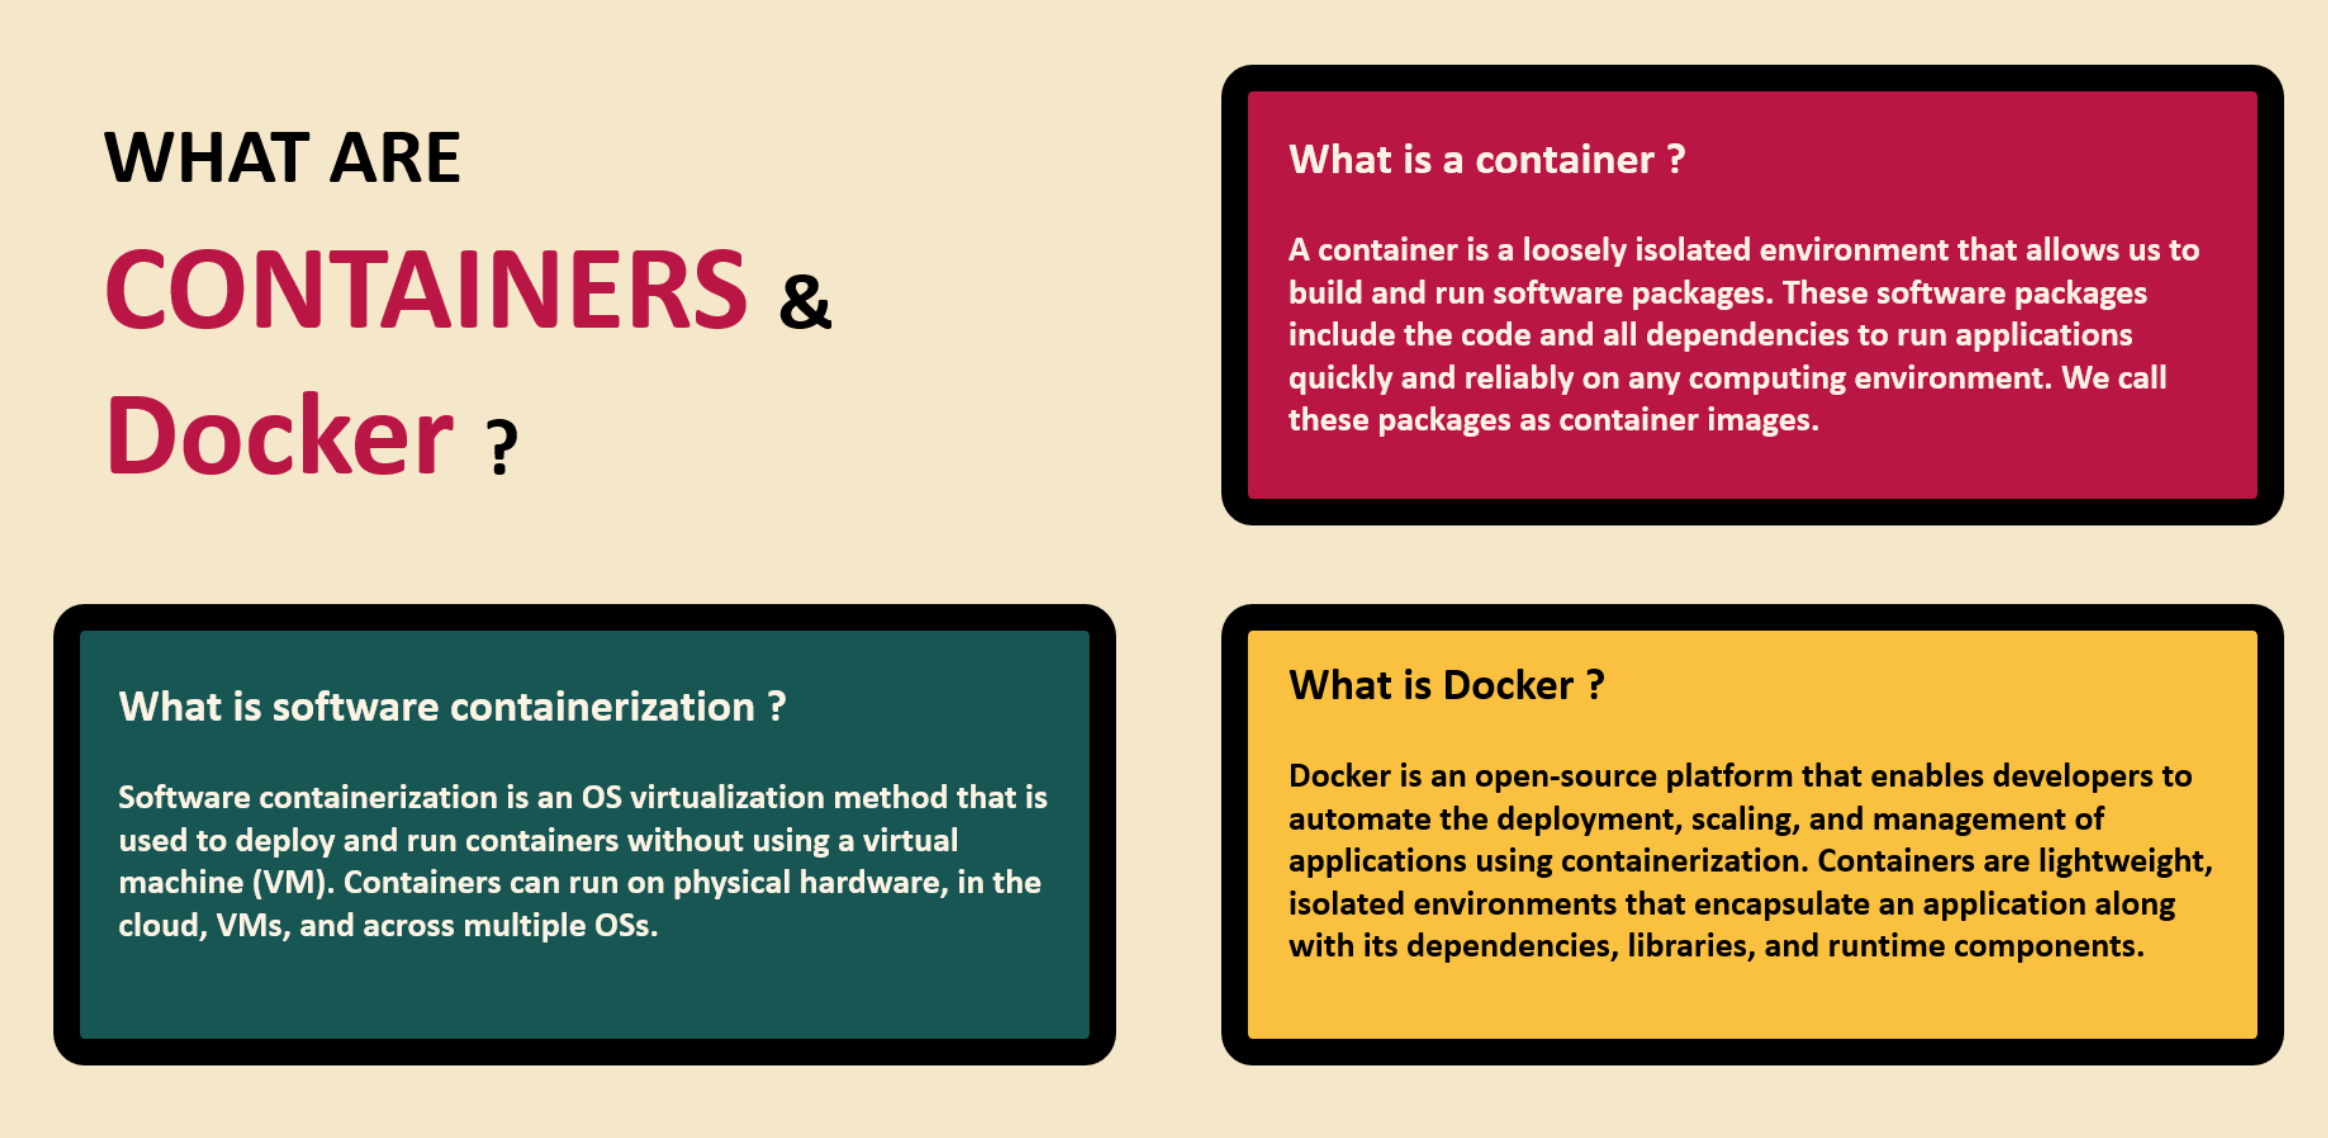 WHAT ARE
CONTAINERS &
Docker ?
What is a container ?
A container is a loosely isolated environment that allows us to
build and run software packages. These software packages
include the code and all dependencies to run applications
quickly and reliably on any computing environment. We call
these packages as container images.
What is software containerization ?
Software containerization is an OS virtualization method that is
used to deploy and run containers without using a virtual
machine (VM). Containers can run on physical hardware, in the
cloud, VMs, and across multiple OSs.
What is Docker ?
Docker is an open-source platform that enables developers to
automate the deployment, scaling, and management of
applications using containerization. Containers are lightweight,
isolated environments that encapsulate an application along
with its dependencies, libraries, and runtime components.